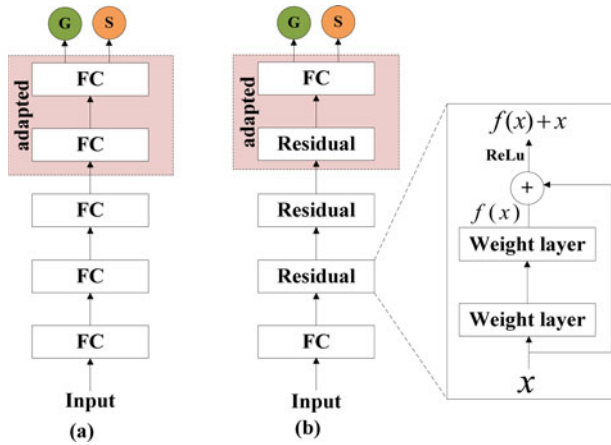 G S
FC
adapted
FC
FC
FC
FC
Input
(a)
G S
FC
adapted
Residual
Residual
Residual
FC
Input
(b)
f(x)+x
ReLu
+
f(x)
Weight layer
Weight layer
x